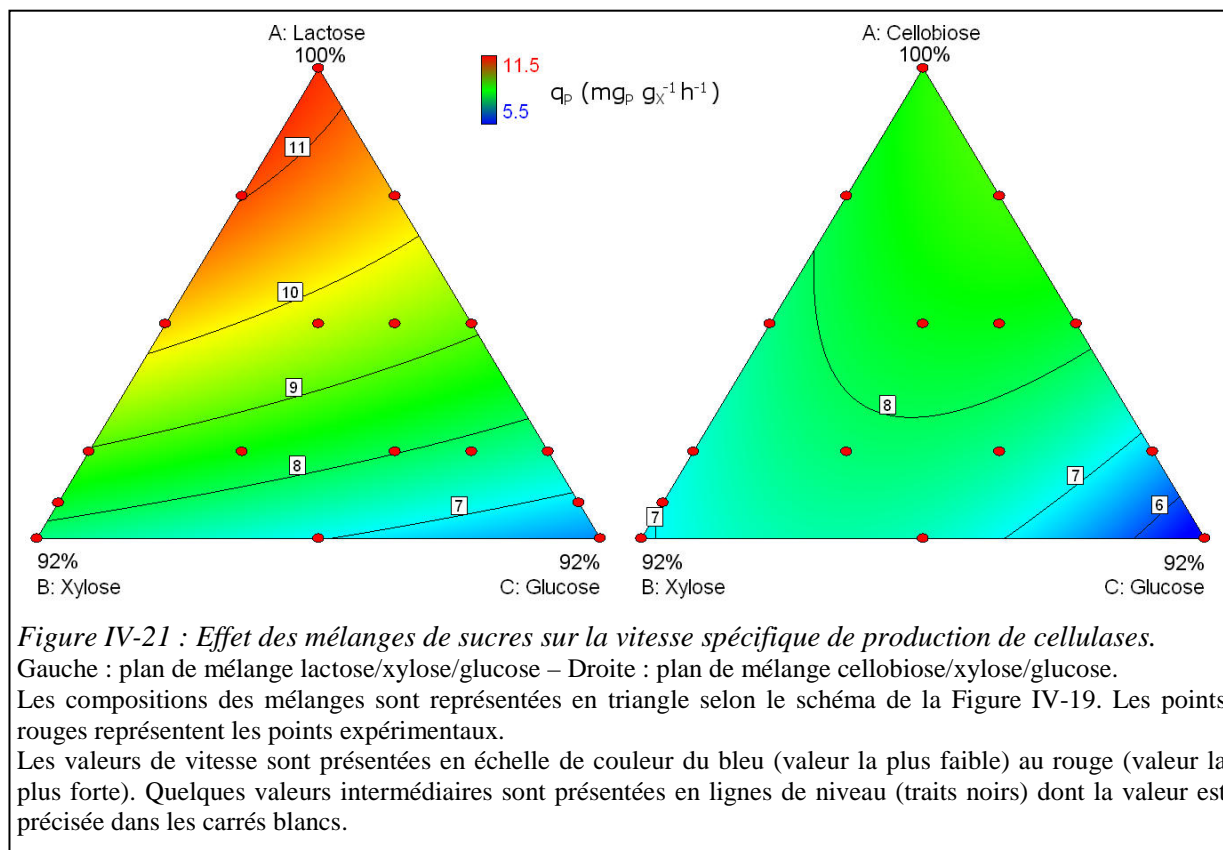 A: Lactose
100%
11.5
5.5
qP (mgP gX-1 h-1)
A: Cellobiose
100%
11
10
9
8
7
92%
92%
B: Xylose
C: Glucose
8
7
6
7
92%
92%
B: Xylose
C: Glucose
Figure IV-21 : Effet des mélanges de sucres sur la vitesse spécifique de production de cellulases.
Gauche : plan de mélange lactose/xylose/glucose – Droite : plan de mélange cellobiose/xylose/glucose.
Les compositions des mélanges sont représentées en triangle selon le schéma de la Figure IV-19. Les points
rouges représentent les points expérimentaux.
Les valeurs de vitesse sont présentées en échelle de couleur du bleu (valeur la plus faible) au rouge (valeur la
plus forte). Quelques valeurs intermédiaires sont présentées en lignes de niveau (traits noirs) dont la valeur est
précisée dans les carrés blancs.